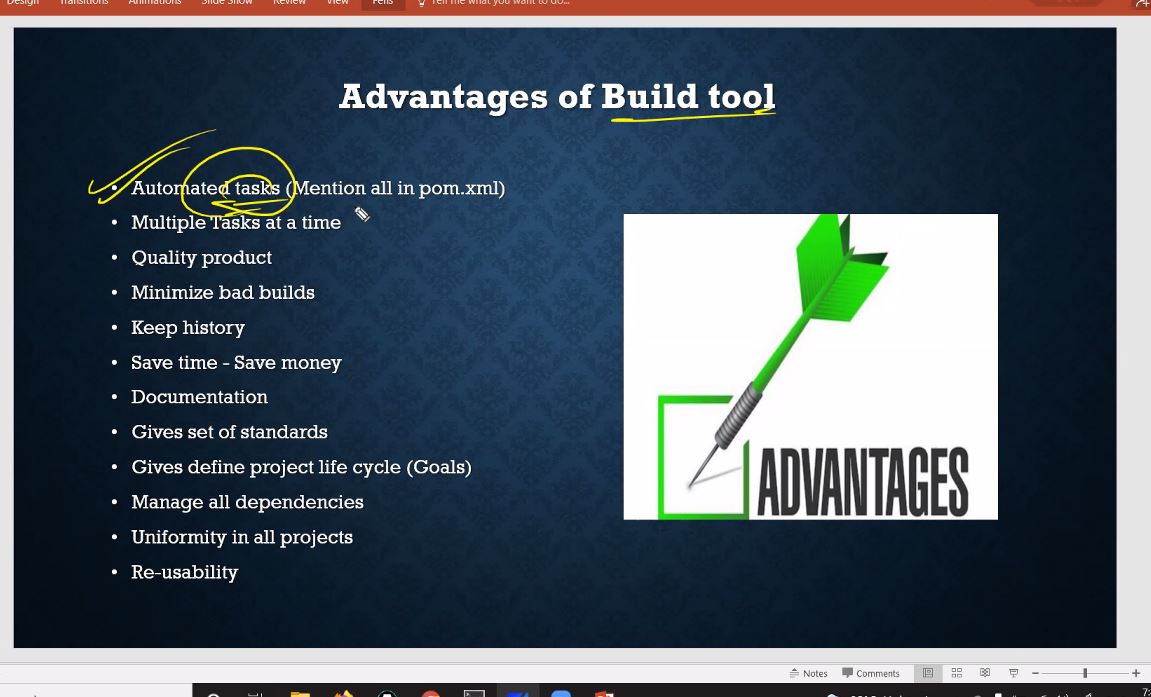 Design Transitions Animations Slide Show Review View Pens Tell me what you want to do...
Advantages of Build tool
• Automated tasks (Mention all in pom.xml)
• Multiple Tasks at a time
• Quality product
• Minimize bad builds
• Keep history
• Save time - Save money
• Documentation
• Gives set of standards
• Gives define project life cycle (Goals)
• Manage all dependencies
• Uniformity in all projects
• Re-usability
ADVANTAGES
Notes Comments